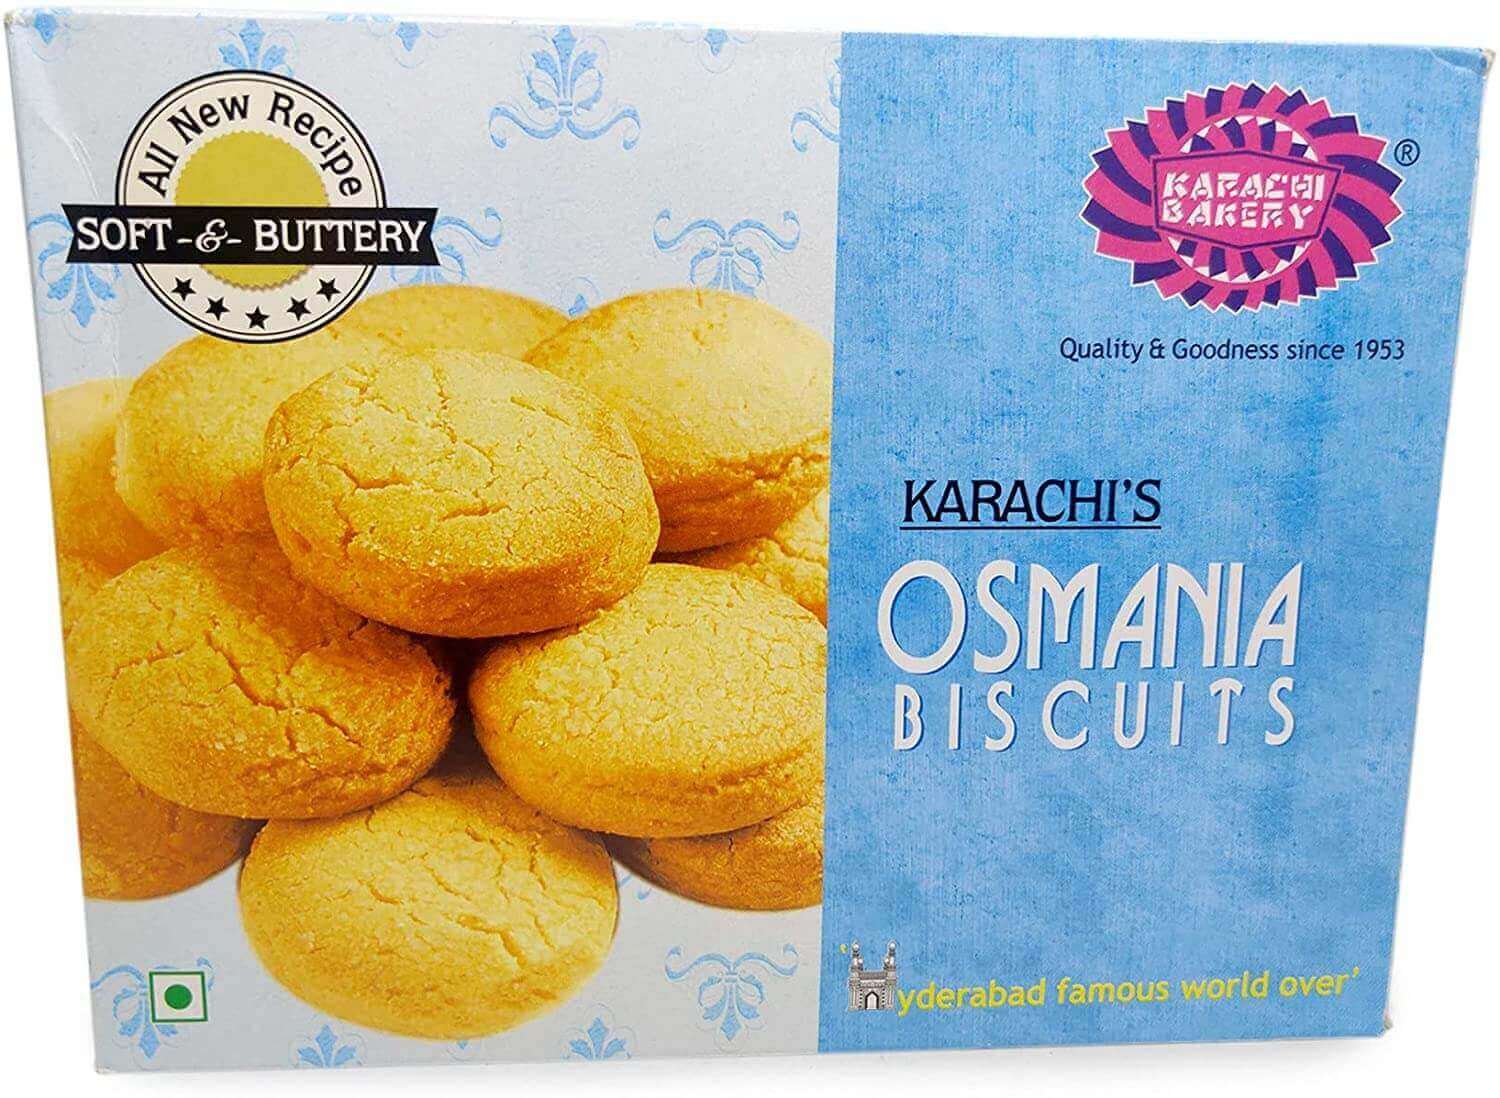 All New Recipe
SOFT -&- BUTTERY
KARACHI
BAKERY
®
Quality & Goodness since 1953
KARACHI'S
OSMANIA
BISCUITS
'Hyderabad famous world over'